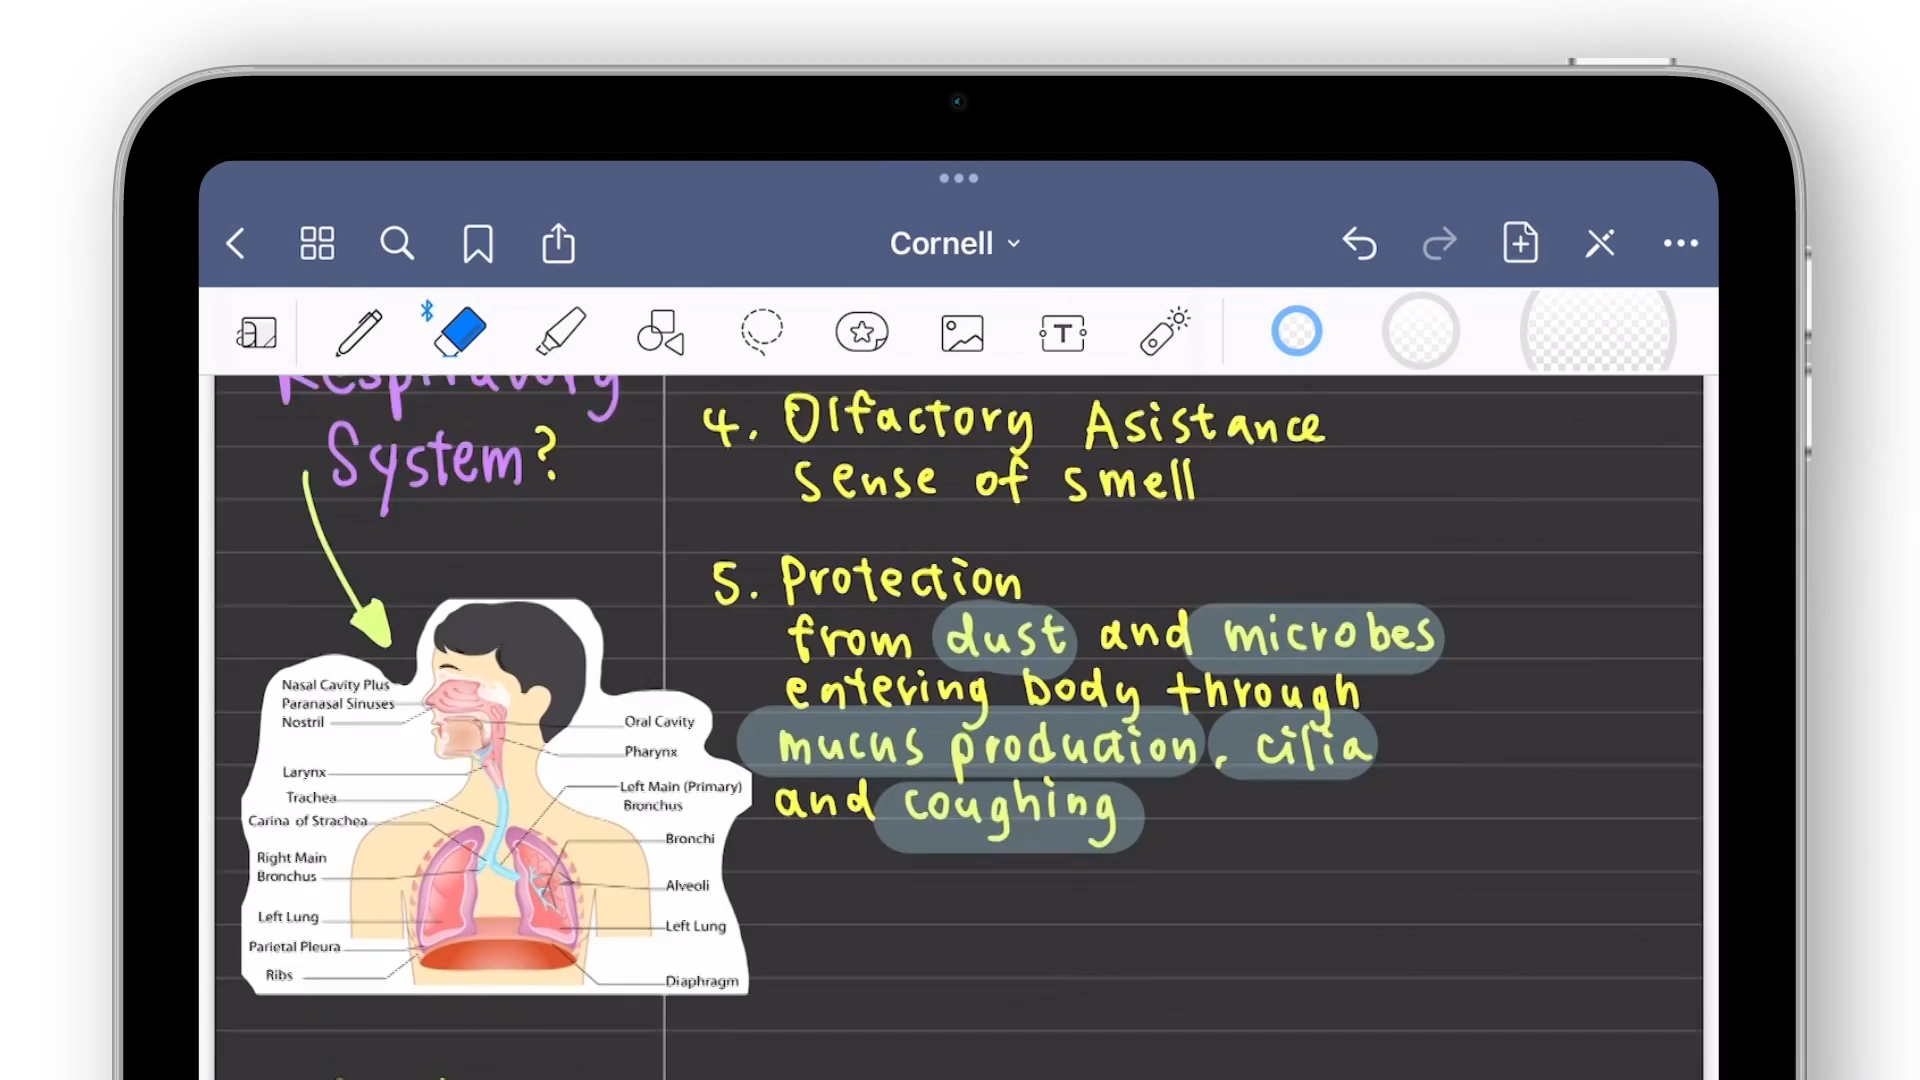 Cornell
T
Respiratory
System?
4. Olfactory Asistance
sense of smell
5. Protection
from dust and microbes
entering body through
mucus production, cilia
and coughing
Nasal Cavity Plus
Paranasal Sinuses
Nostril
Larynx
Trachea
Carina of Strachea
Right Main
Bronchus
Left Lung
Parietal Pleura
Ribs
Oral Cavity
Pharynx
Left Main (Primary)
Bronchus
Bronchi
Alveoli
Left Lung
Diaphragm